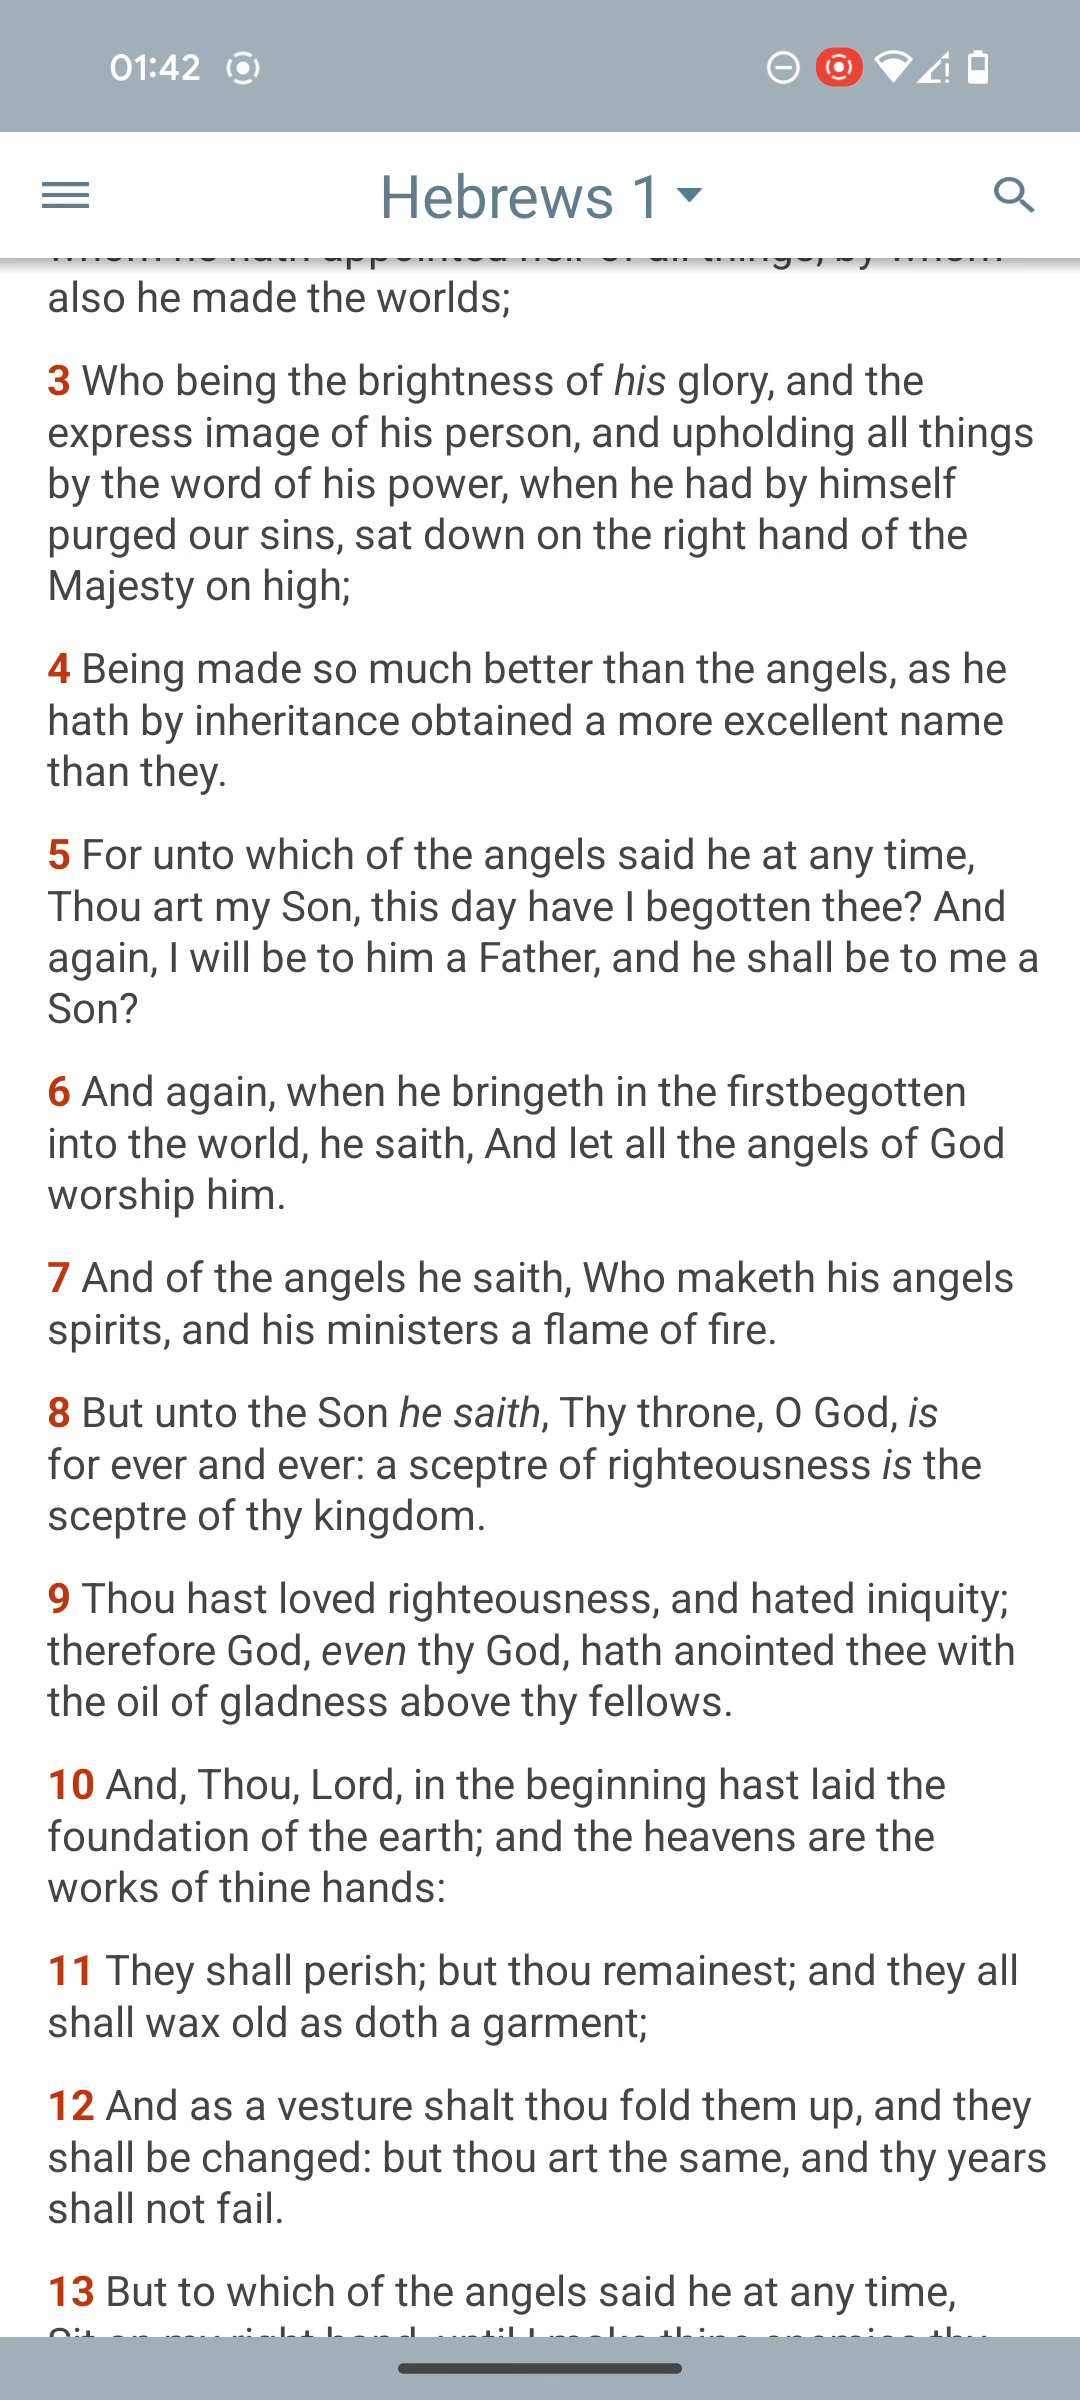 01:42
Hebrews 1
also he made the worlds;
3 Who being the brightness of his glory, and the
express image of his person, and upholding all things
by the word of his power, when he had by himself
purged our sins, sat down on the right hand of the
Majesty on high;
4 Being made so much better than the angels, as he
hath by inheritance obtained a more excellent name
than they.
5 For unto which of the angels said he at any time,
Thou art my Son, this day have I begotten thee? And
again, I will be to him a Father, and he shall be to me a
Son?
6 And again, when he bringeth in the firstbegotten
into the world, he saith, And let all the angels of God
worship him.
7 And of the angels he saith, Who maketh his angels
spirits, and his ministers a flame of fire.
8 But unto the Son he saith, Thy throne, O God, is
for ever and ever: a sceptre of righteousness is the
sceptre of thy kingdom.
9 Thou hast loved righteousness, and hated iniquity;
therefore God, even thy God, hath anointed thee with
the oil of gladness above thy fellows.
10 And, Thou, Lord, in the beginning hast laid the
foundation of the earth; and the heavens are the
works of thine hands:
11 They shall perish; but thou remainest; and they all
shall wax old as doth a garment;
12 And as a vesture shalt thou fold them up, and they
shall be changed: but thou art the same, and thy years
shall not fail.
13 But to which of the angels said he at any time,